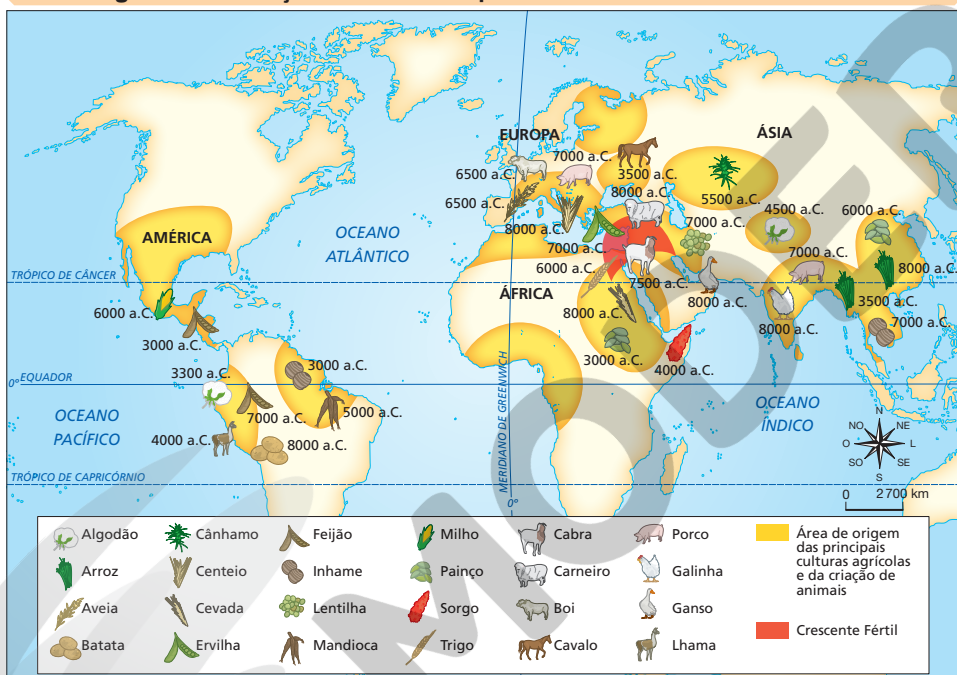 EUROPA
ÁSIA
7000 a.C.
6500 a.C.
3500 a.C.
8000 a.C.
5500 a.C.
6500 a.C.
4500 a.C.
6000 a.C.
8000 a.C.
7000 a.C.
AMÉRICA
OCEANO
ATLÂNTICO
7000 a.C.
7000 a.C.
6000 a.C.
8000 a.C.
TRÓPICO DE CÂNCER
7500 a.C.
ÁFRICA
8000 a.C.
3500 a.C.
6000 a.C.
8000 a.C.
7000 a.C.
8000 a.C.
3000 a.C.
3000 a.C.
4000 a.C.
3000 a.C.
3300 a.C.
0° EQUADOR
MERIDIANO DE GREENWICH
OCEANO
PACÍFICO
7000 a.C.
5000 a.C.
OCEANO
ÍNDICO
4000 a.C.
8000 a.C.
N
NO
NE
O
L
SO
SE
S
TRÓPICO DE CAPRICÓRNIO
0°
0 2700 km
Algodão
Cânhamo
Feijão
Milho
Cabra
Porco
Área de origem
das principais
culturas agrícolas
e da criação de
animais
Arroz
Centeio
Inhame
Painço
Carneiro
Galinha
Aveia
Cevada
Lentilha
Sorgo
Boi
Ganso
Crescente Fértil
Batata
Ervilha
Mandioca
Trigo
Cavalo
Lhama